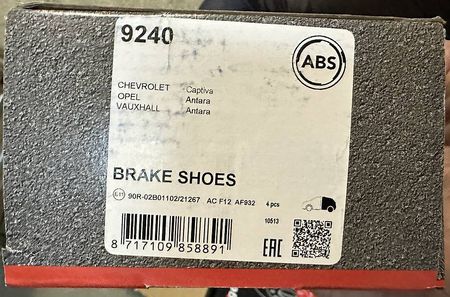 9240
ABS
CHEVROLET Captiva
OPEL Antara
VAUXHALL Antara
BRAKE SHOES
E11 90R-02B01102/21267 AC F12 AF932 4 pcs
10513
8 717109 858891
EAC